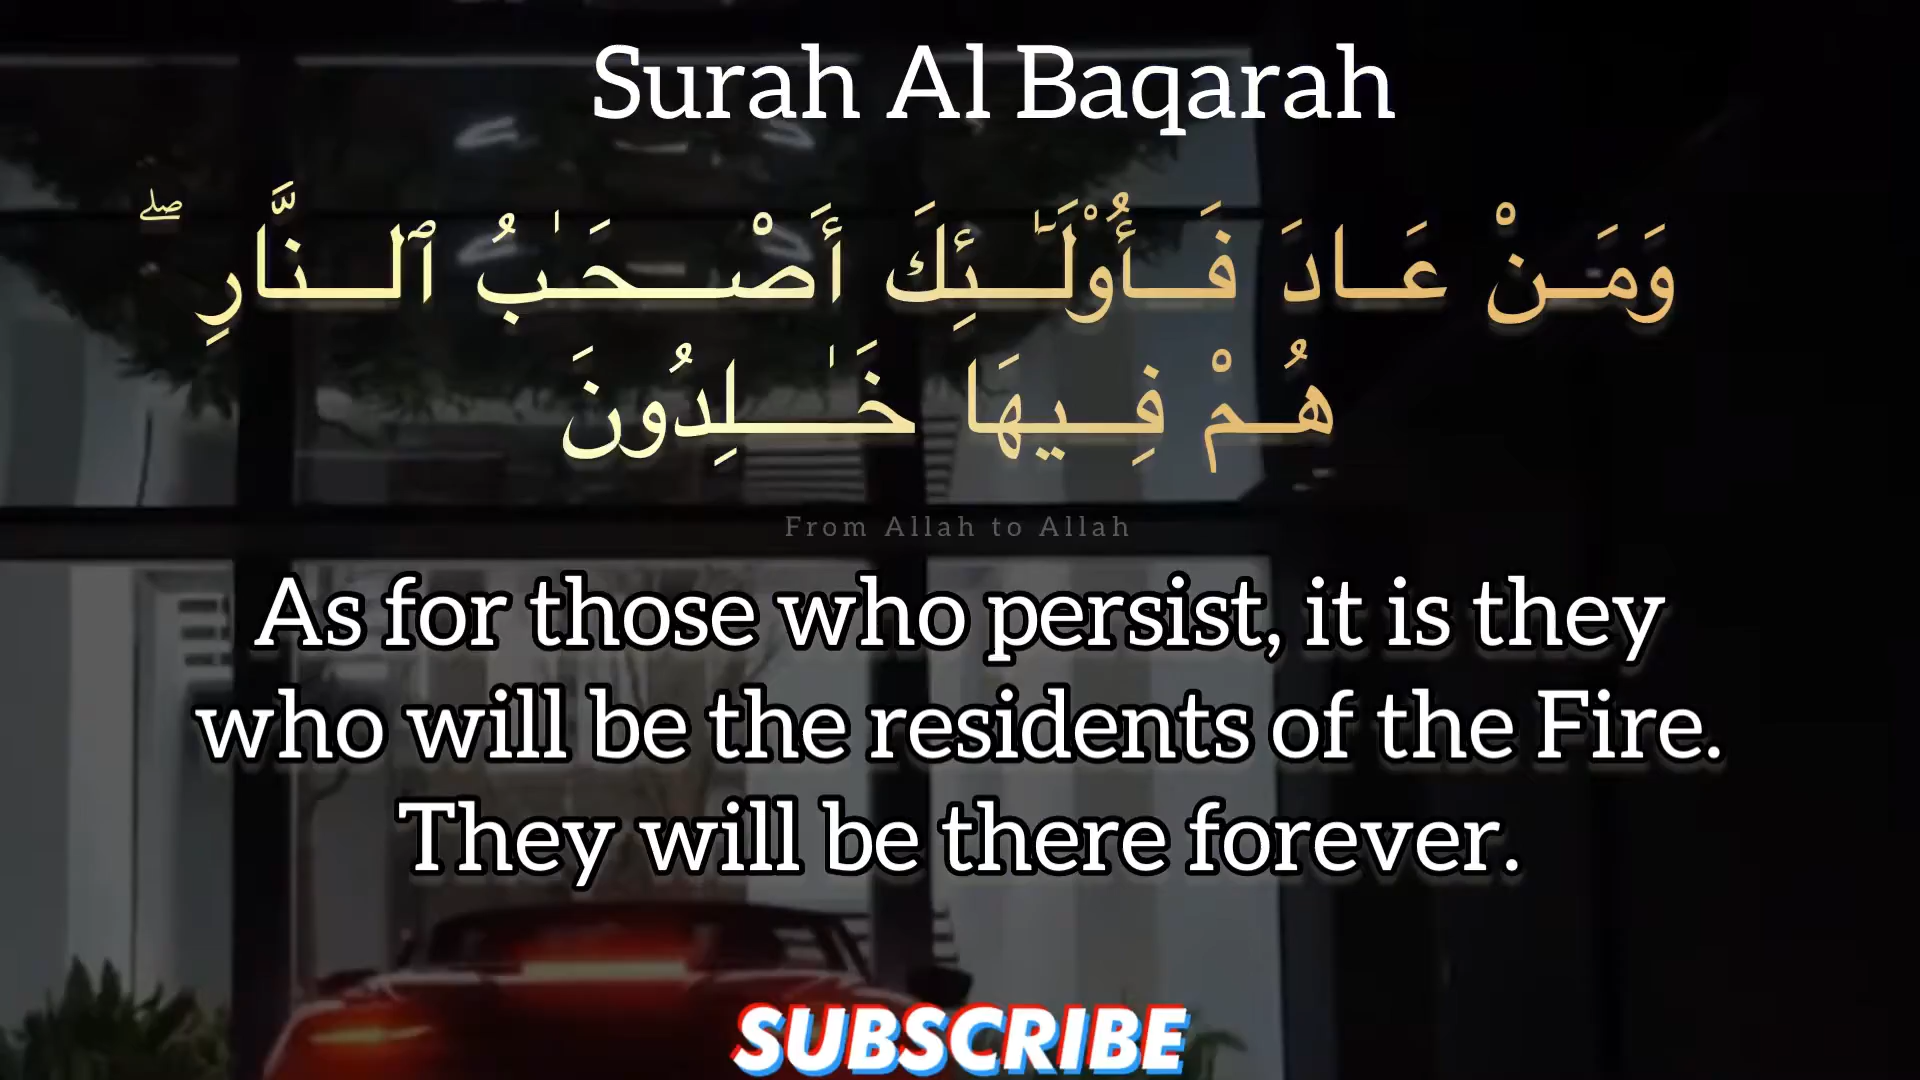 Surah Al Baqarah
وَمَنْ عَادَ فَأُو۟لَـٰٓئِكَ أَصْحَـٰبُ ٱلنَّارِ ۖ
هُمْ فِيهَا خَـٰلِدُونَ
From Allah to Allah
As for those who persist, it is they
who will be the residents of the Fire.
They will be there forever.
SUBSCRIBE